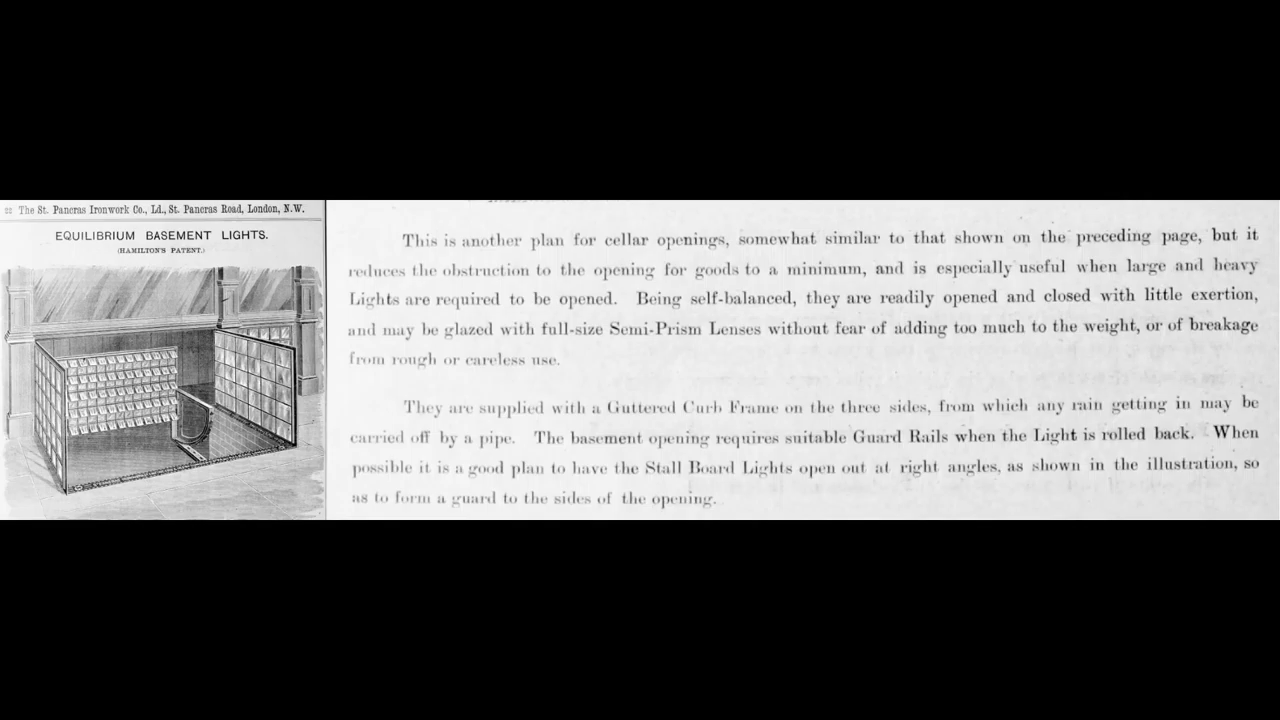 The St. Pancras Ironwork Co., Ld., St. Pancras Road, London, N.W.
EQUILIBRIUM BASEMENT LIGHTS.
(HAMILTON'S PATENT.)
This is another plan for cellar openings, somewhat similar to that shown on the preceding page, but it
reduces the obstruction to the opening for goods to a minimum, and is especially useful when large and heavy
Lights are required to be opened. Being self-balanced, they are readily opened and closed with little exertion,
and may be glazed with full-size Semi-Prism Lenses without fear of adding too much to the weight, or of breakage
from rough or careless use.
They are supplied with a Guttered Curb Frame on the three sides, from which any rain getting in may be
carried off by a pipe. The basement opening requires suitable Guard Rails when the Light is rolled back. When
possible it is a good plan to have the Stall Board Lights open out at right angles, as shown in the illustration, so
as to form a guard to the sides of the opening.